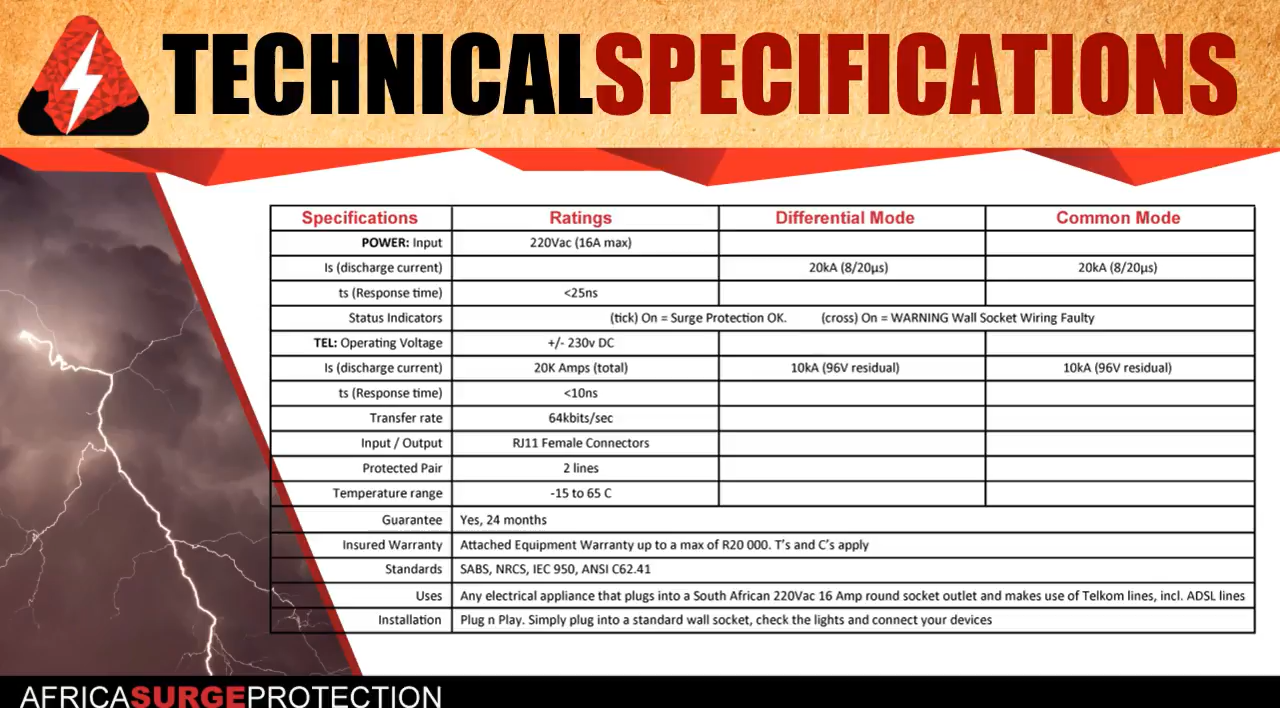 TECHNICALSPECIFICATIONS
Specifications Ratings Differential Mode Common Mode
POWER: Input 220Vac (16A max)
Is (discharge current) 20kA (8/20µs) 20kA (8/20µs)
ts (Response time) <25ns
Status Indicators (tick) On = Surge Protection OK. (cross) On = WARNING Wall Socket Wiring Faulty
TEL: Operating Voltage +/- 230v DC
Is (discharge current) 20K Amps (total) 10kA (96V residual) 10kA (96V residual)
ts (Response time) <10ns
Transfer rate 64kbits/sec
Input / Output RJ11 Female Connectors
Protected Pair 2 lines
Temperature range -15 to 65 C
Guarantee Yes, 24 months
Insured Warranty Attached Equipment Warranty up to a max of R20 000. T's and C's apply
Standards SABS, NRCS, IEC 950, ANSI C62.41
Uses Any electrical appliance that plugs into a South African 220Vac 16 Amp round socket outlet and makes use of Telkom lines, incl. ADSL lines
Installation Plug n Play. Simply plug into a standard wall socket, check the lights and connect your devices
AFRICASURGEPROTECTION